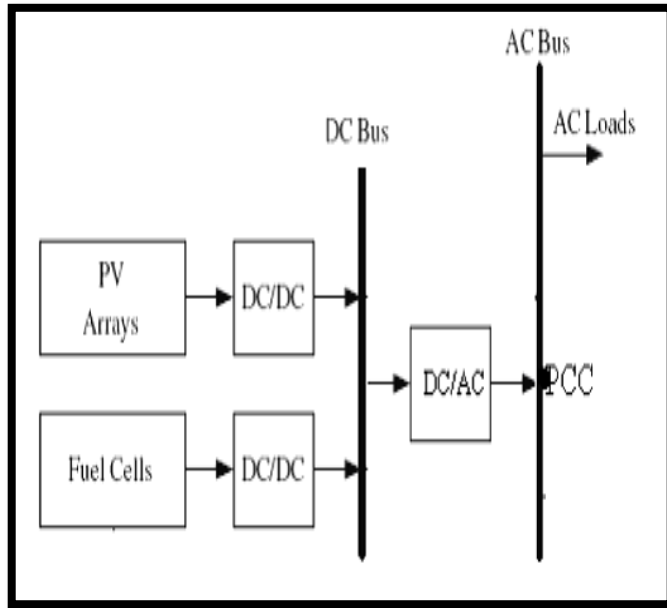 AC Bus
DC Bus
AC Loads
PV
Arrays
DC/DC
DC/AC
PCC
Fuel Cells
DC/DC